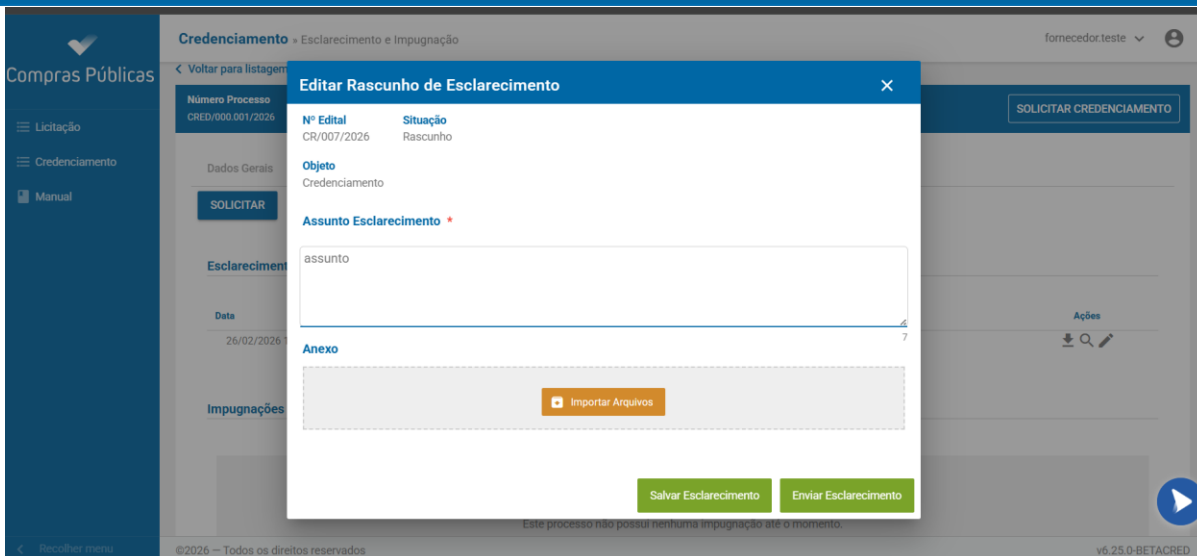 Compras Públicas
Licitação
Credenciamento
Manual
Recolher menu
Credenciamento » Esclarecimento e Impugnação
fornecedor.teste
Voltar para listagem
Número Processo
CRED/000.001/2026
SOLICITAR CREDENCIAMENTO
Dados Gerais
SOLICITAR
Data
Ações
26/02/2026
Impugnações
Editar Rascunho de Esclarecimento
Nº Edital Situação
CR/007/2026 Rascunho
Objeto
Credenciamento
Assunto Esclarecimento *
assunto
7
Anexo
Importar Arquivos
Salvar Esclarecimento Enviar Esclarecimento
Este processo não possui nenhuma impugnação até o momento.
©2026 — Todos os direitos reservados
v6.25.0-BETACRED